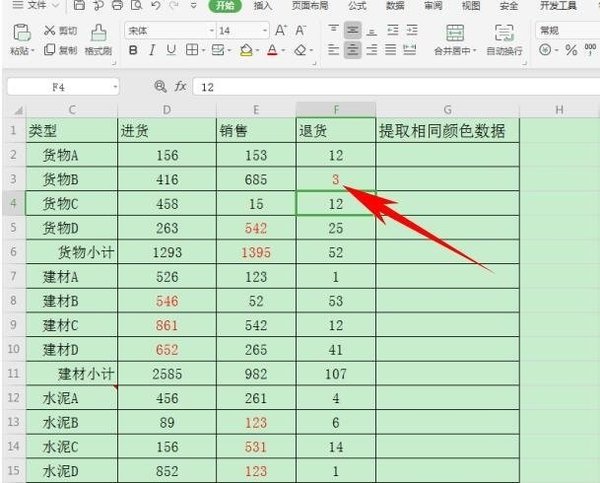 文件 开始 插入 页面布局 公式 数据 审阅 视图 安全 开发工具
剪切 宋体 14 A+ A- 常规
粘贴 复制 格式刷 B I U A 合并居中 自动换行 ¥ % 000
F4 fx 12
C D E F G H
1 类型 进货 销售 退货 提取相同颜色数据
2 货物A 156 153 12
3 货物B 416 685 3
4 货物C 458 15 12
5 货物D 263 542 25
6 货物小计 1293 1395 52
7 建材A 526 123 1
8 建材B 546 52 53
9 建材C 861 542 12
10 建材D 652 265 41
11 建材小计 2585 982 107
12 水泥A 456 261 4
13 水泥B 89 123 6
14 水泥C 156 531 14
15 水泥D 852 123 1